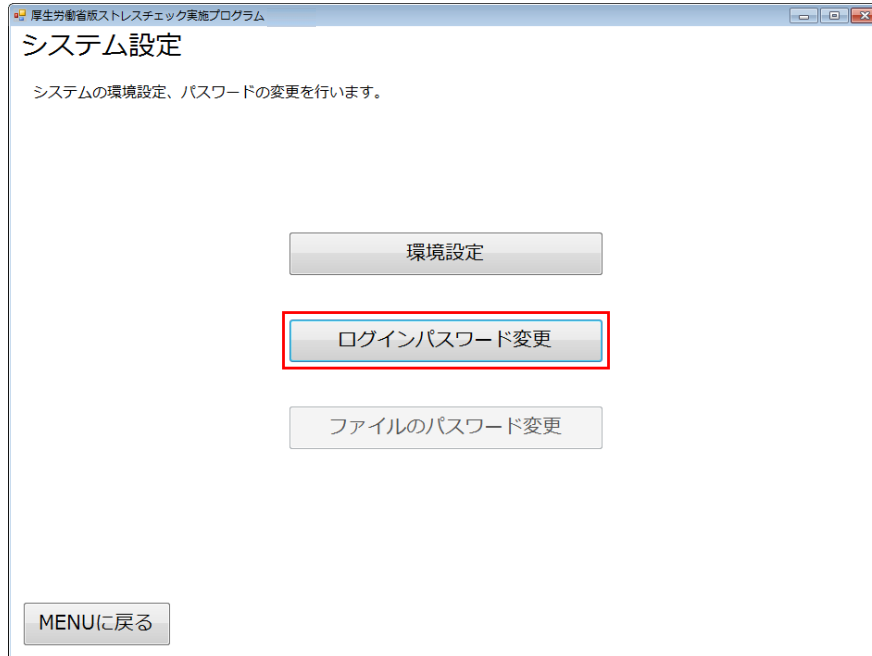 厚生労働省版ストレスチェック実施プログラム
システム設定
システムの環境設定、パスワードの変更を行います。
環境設定
ログインパスワード変更
ファイルのパスワード変更
MENUに戻る